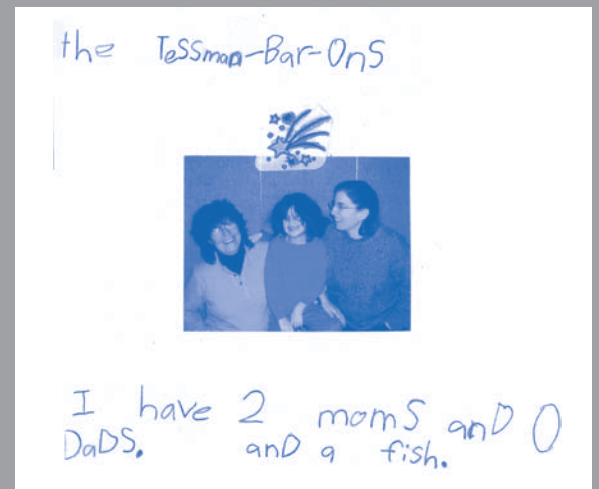 the TeSSman-Bar-OnS
I have 2 momS anD 0
DaDS. anD a fish.